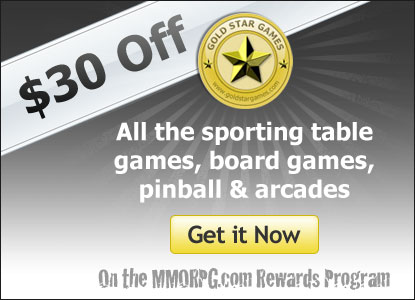 $30 Off
GOLD STAR GAMES
www.goldstargames.com
All the sporting table
games, board games,
pinball & arcades
Get it Now
On the MMORPG.com Rewards Program